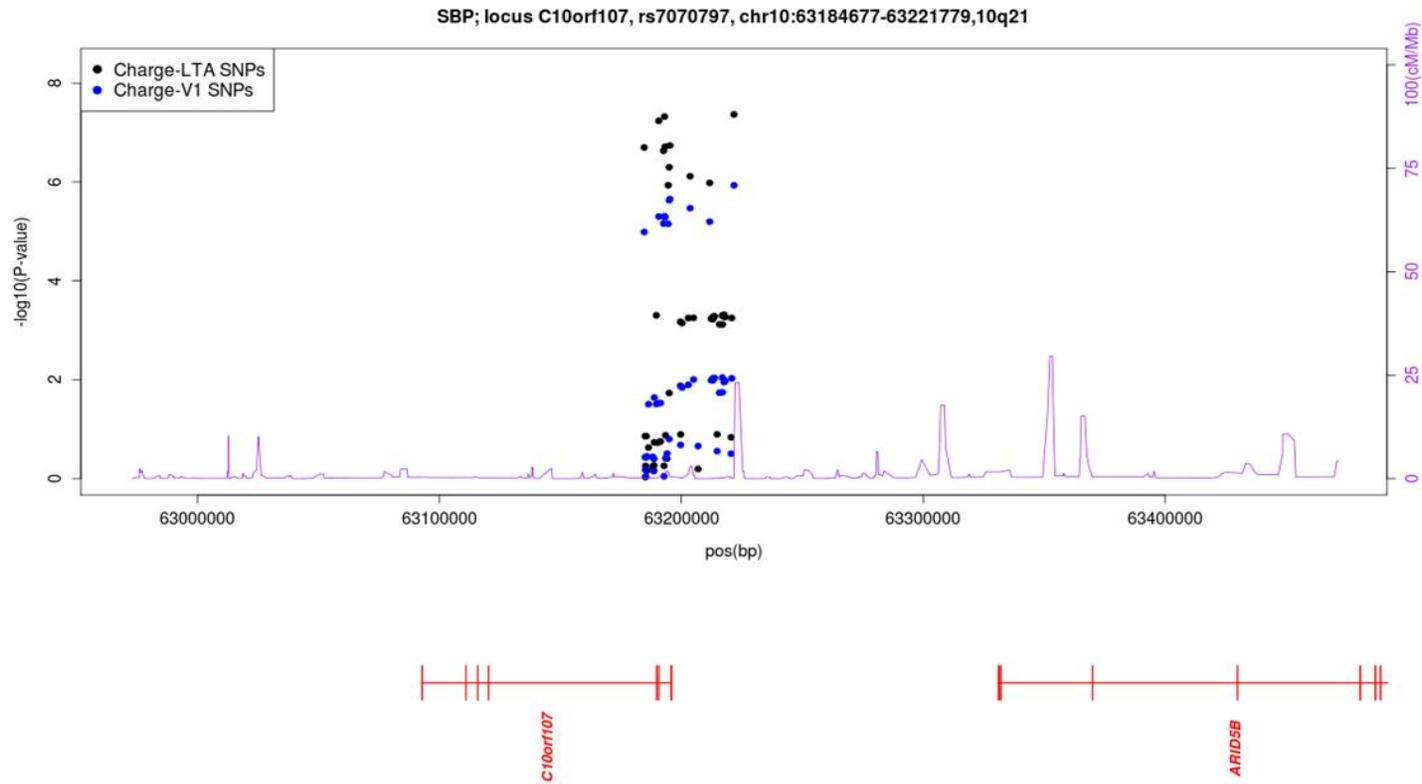 SBP; locus C10orf107, rs7070797, chr10:63184677-63221779,10q21
Charge-LTA SNPs
Charge-V1 SNPs
-log10(P-value)
8
6
4
2
0
100(cM/Mb)
75
50
25
0
63000000 63100000 63200000 63300000 63400000
pos(bp)
C10orf107
ARID5B